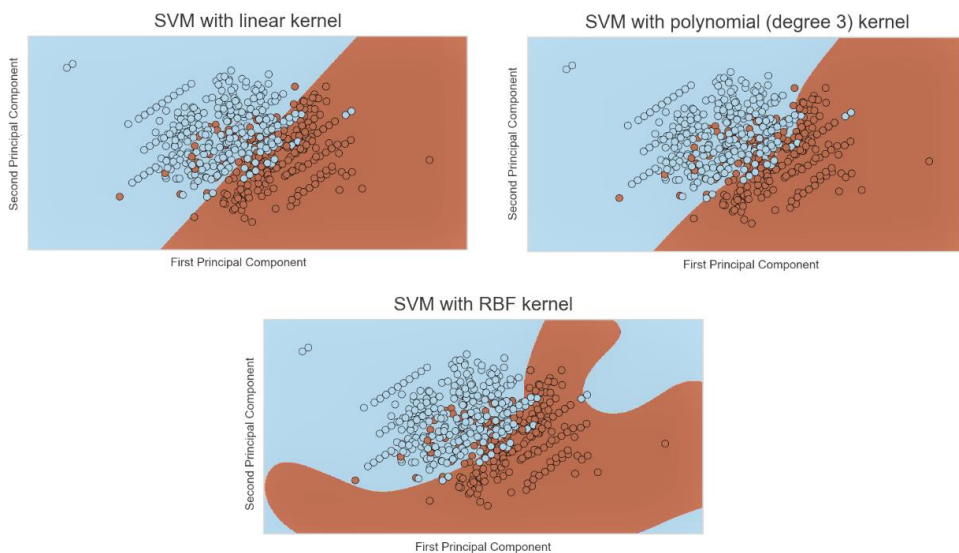 SVM with linear kernel
Second Principal Component
First Principal Component
SVM with polynomial (degree 3) kernel
Second Principal Component
First Principal Component
SVM with RBF kernel
Second Principal Component
First Principal Component